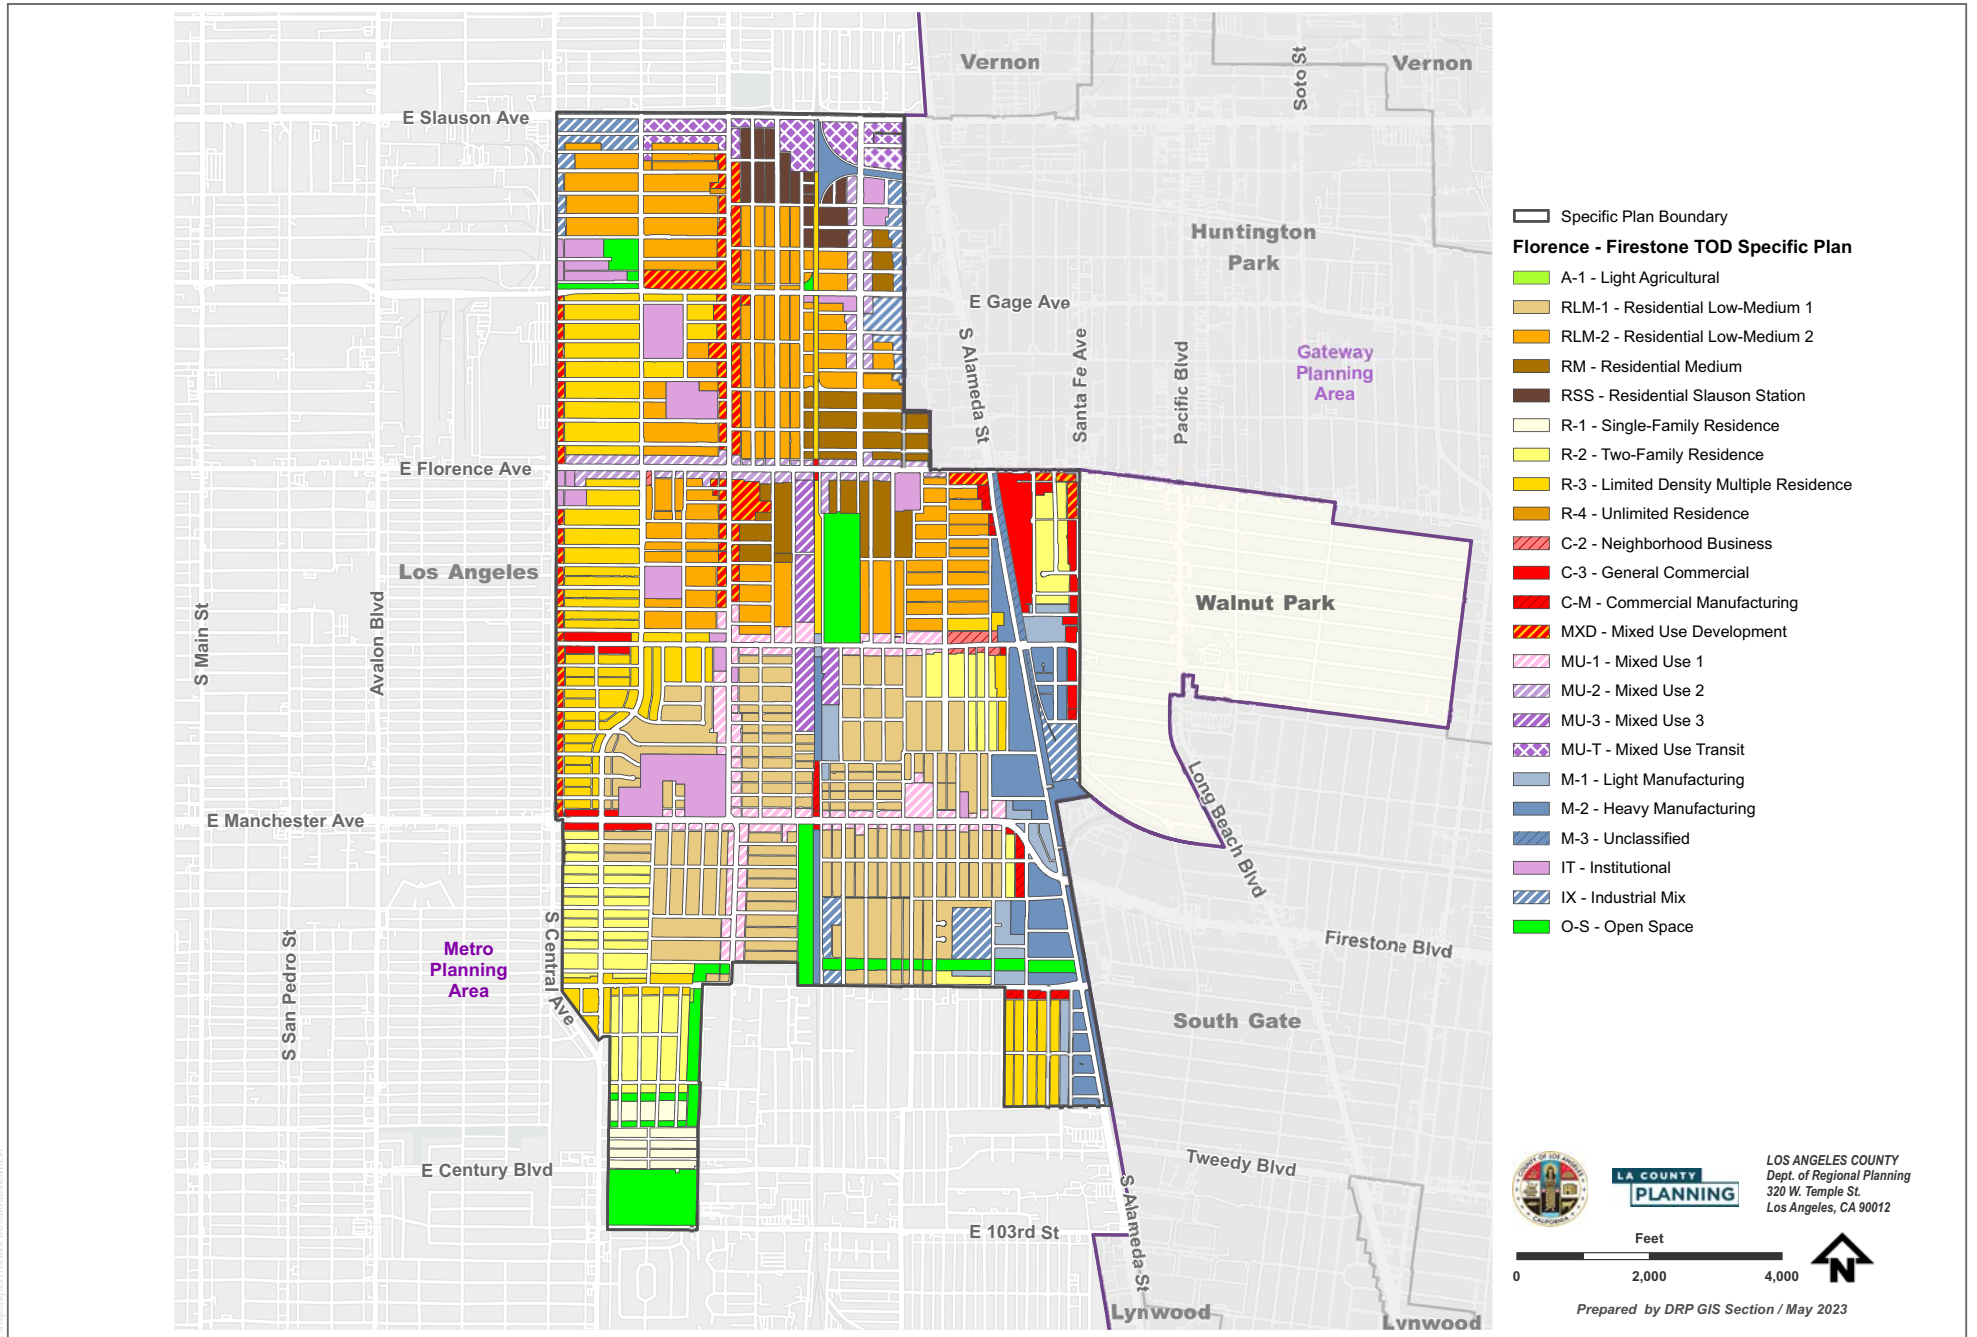 Vernon
Soto St
Vernon
E Slauson Ave
Huntington
Park
E Gage Ave
S Alameda St
Santa Fe Ave
Pacific Blvd
Gateway
Planning
Area
E Florence Ave
Los Angeles
Walnut Park
S Main St
Avalon Blvd
E Manchester Ave
Long Beach Blvd
S San Pedro St
Metro
Planning
Area
S Central Ave
Firestone Blvd
South Gate
E Century Blvd
Tweedy Blvd
E 103rd St
S Alameda St
Lynwood
Lynwood
Specific Plan Boundary
Florence - Firestone TOD Specific Plan
A-1 - Light Agricultural
RLM-1 - Residential Low-Medium 1
RLM-2 - Residential Low-Medium 2
RM - Residential Medium
RSS - Residential Slauson Station
R-1 - Single-Family Residence
R-2 - Two-Family Residence
R-3 - Limited Density Multiple Residence
R-4 - Unlimited Residence
C-2 - Neighborhood Business
C-3 - General Commercial
C-M - Commercial Manufacturing
MXD - Mixed Use Development
MU-1 - Mixed Use 1
MU-2 - Mixed Use 2
MU-3 - Mixed Use 3
MU-T - Mixed Use Transit
M-1 - Light Manufacturing
M-2 - Heavy Manufacturing
M-3 - Unclassified
IT - Institutional
IX - Industrial Mix
O-S - Open Space
COUNTY OF LOS ANGELES
CALIFORNIA
LA COUNTY
PLANNING
LOS ANGELES COUNTY
Dept. of Regional Planning
320 W. Temple St.
Los Angeles, CA 90012
Feet
0 2,000 4,000
N
Prepared by DRP GIS Section / May 2023